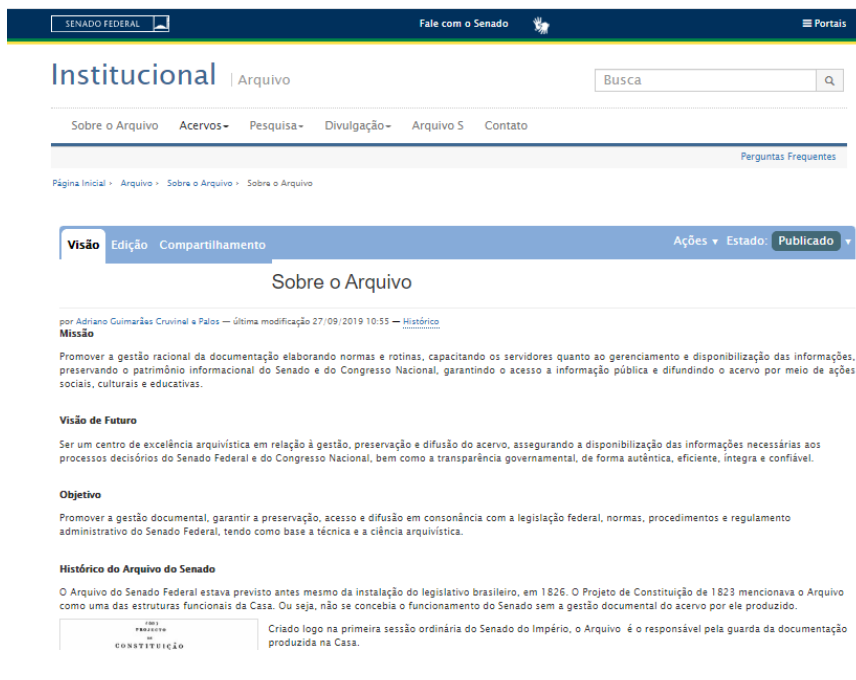 SENADO FEDERAL
Fale com o Senado
Portais
Institucional | Arquivo
Busca
Sobre o Arquivo Acervos Pesquisa Divulgação Arquivo S Contato
Perguntas Frequentes
Página Inicial > Arquivo > Sobre o Arquivo > Sobre o Arquivo
Visão Edição Compartilhamento Ações Estado: Publicado
Sobre o Arquivo
por Adriano Guimarães Cruvinel e Palos — última modificação 27/09/2019 10:55 — Histórico
Missão
Promover a gestão racional da documentação elaborando normas e rotinas, capacitando os servidores quanto ao gerenciamento e disponibilização das informações,
preservando o patrimônio informacional do Senado e do Congresso Nacional, garantindo o acesso a informação pública e difundindo o acervo por meio de ações
sociais, culturais e educativas.
Visão de Futuro
Ser um centro de excelência arquivística em relação à gestão, preservação e difusão do acervo, assegurando a disponibilização das informações necessárias aos
processos decisórios do Senado Federal e do Congresso Nacional, bem como a transparência governamental, de forma autêntica, eficiente, íntegra e confiável.
Objetivo
Promover a gestão documental, garantir a preservação, acesso e difusão em consonância com a legislação federal, normas, procedimentos e regulamento
administrativo do Senado Federal, tendo como base a técnica e a ciência arquivística.
Histórico do Arquivo do Senado
O Arquivo do Senado Federal estava previsto antes mesmo da instalação do legislativo brasileiro, em 1826. O Projeto de Constituição de 1823 mencionava o Arquivo
como uma das estruturas funcionais da Casa. Ou seja, não se concebia o funcionamento do Senado sem a gestão documental do acervo por ele produzido.
PROJECTO
CONSTITUIÇÃO
Criado logo na primeira sessão ordinária do Senado do Império, o Arquivo é o responsável pela guarda da documentação
produzida na Casa.